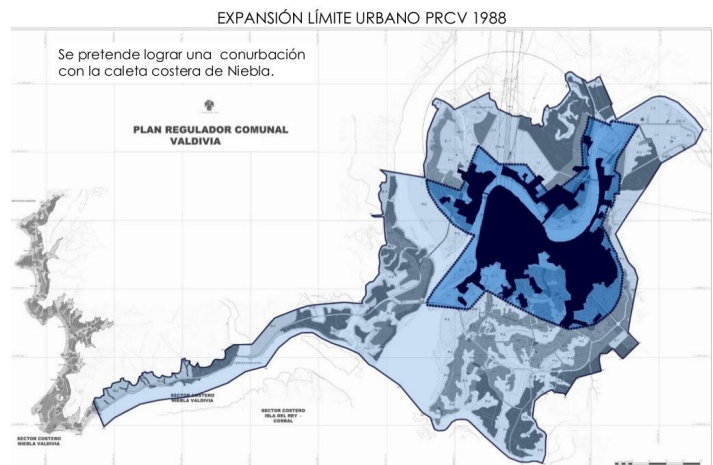 EXPANSIÓN LÍMITE URBANO PRCV 1988
Se pretende lograr una conurbación
con la caleta costera de Niebla.
PLAN REGULADOR COMUNAL
VALDIVIA
SECTOR COSTERO
NIEBLA VALDIVIA
SECTOR COSTERO
ISLA DEL REY -
CORRAL
SECTOR COSTERO
NIEBLA VALDIVIA